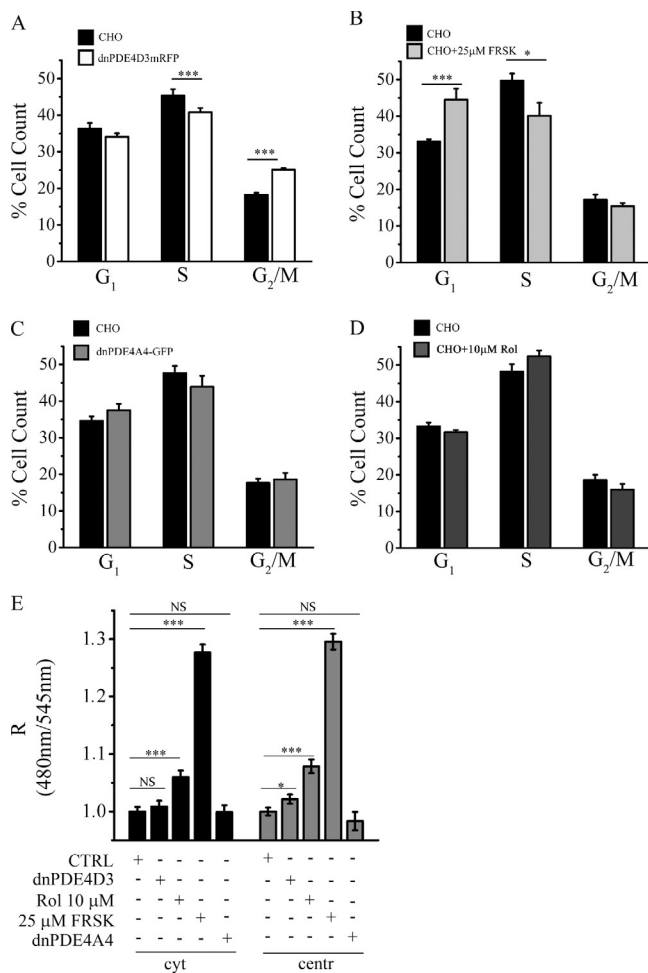 A
CHO
dnPDE4D3mRFP
% Cell Count
50
40
30
20
10
0
***
***
G1
S
G2/M
B
CHO
CHO+25μM FRSK
% Cell Count
50
40
30
20
10
0
***
*
G1
S
G2/M
C
CHO
dnPDE4A4-GFP
% Cell Count
50
40
30
20
10
0
G1
S
G2/M
D
CHO
CHO+10μM Rol
% Cell Count
50
40
30
20
10
0
G1
S
G2/M
E
R
(480nm/545nm)
1.3
1.2
1.1
1.0
NS
***
***
NS
NS
***
***
*
CTRL + - - - - + - - - -
dnPDE4D3 - + - - - - + - - -
Rol 10 μM - - + - - - - + - -
25 μM FRSK - - - + - - - - + -
dnPDE4A4 - - - - + - - - - +
cyt centr